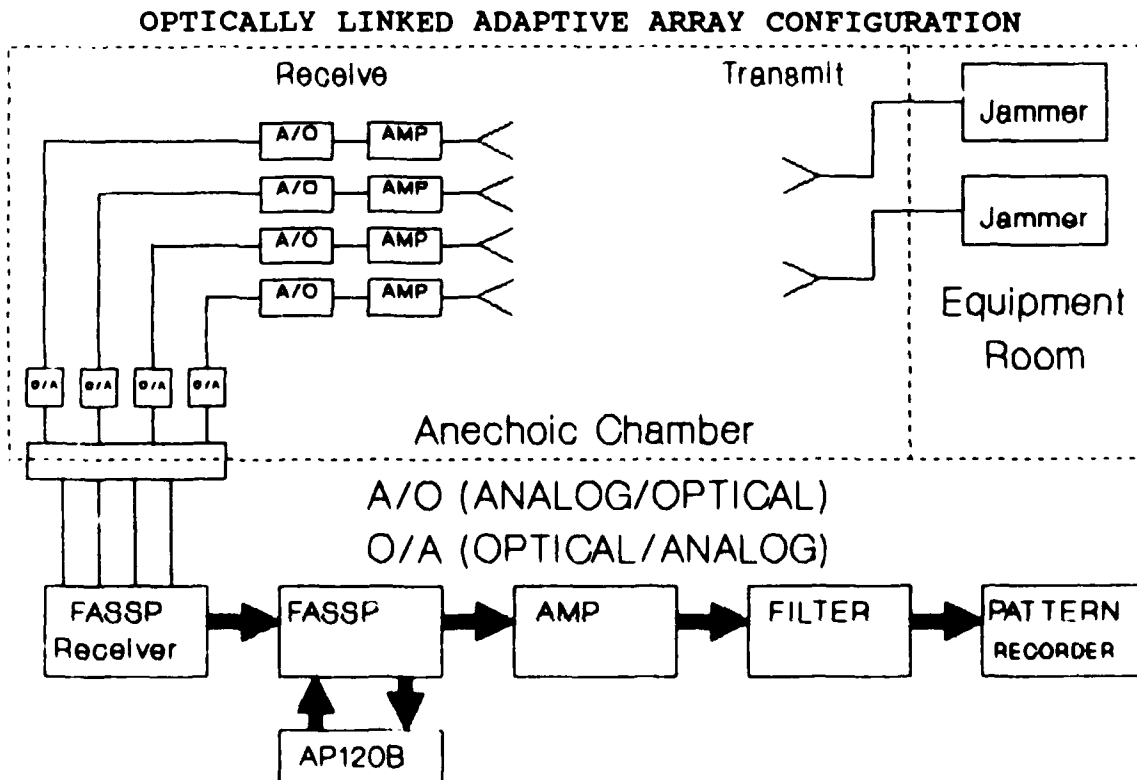 OPTICALLY LINKED ADAPTIVE ARRAY CONFIGURATION
Receive
Transmit
Jammer
A/O AMP
A/O AMP
Jammer
A/O AMP
A/O AMP
Equipment
Room
O/A O/A O/A O/A
Anechoic Chamber
A/O (ANALOG/OPTICAL)
O/A (OPTICAL/ANALOG)
FASSP
Receiver
FASSP
AMP
FILTER
PATTERN
RECORDER
AP120B